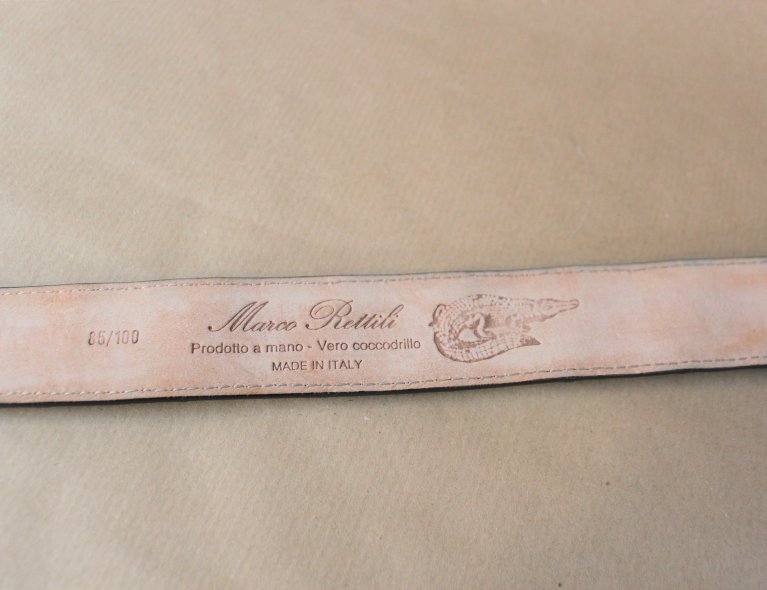 85/100
Marco Rettili
Prodotto a mano - Vero coccodrillo
MADE IN ITALY